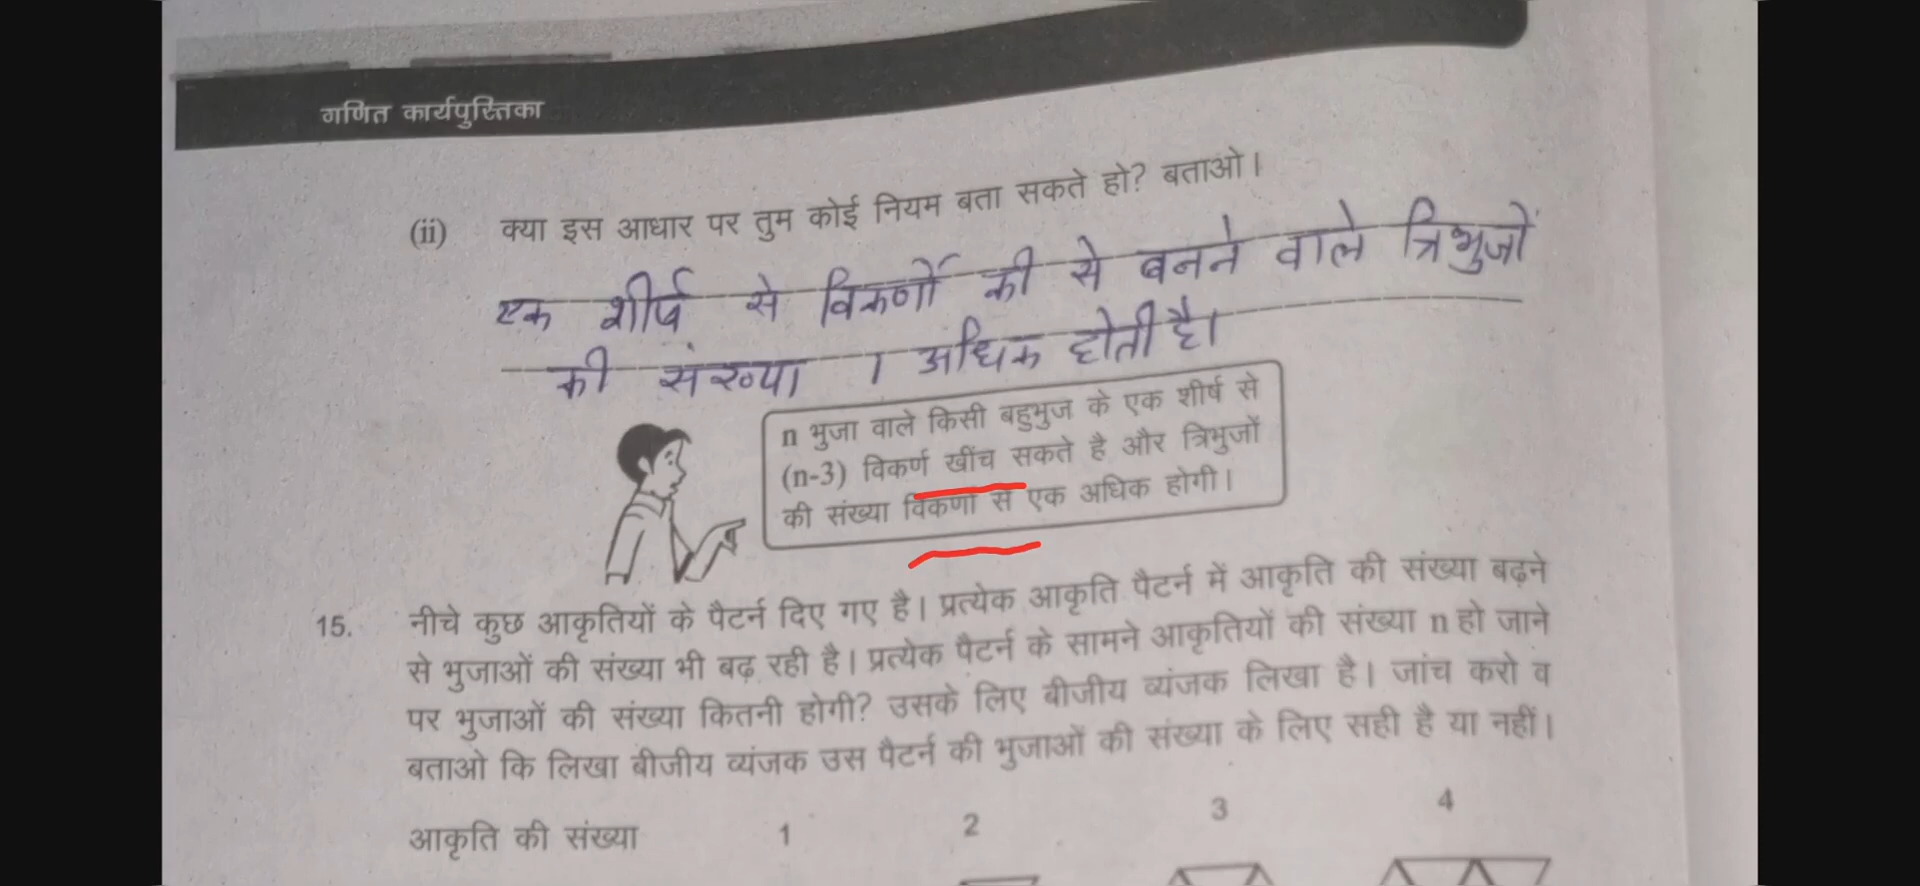 गणित कार्यपुस्तिका
(ii) क्या इस आधार पर तुम कोई नियम बता सकते हो? बताओ।
एक शीर्ष से विकर्णों की से बनने वाले त्रिभुजों
की संख्या 1 अधिक होती है।
n भुजा वाले किसी बहुभुज के एक शीर्ष से
(n-3) विकर्ण खींच सकते है और त्रिभुजों
की संख्या विकर्णों से एक अधिक होगी।
15. नीचे कुछ आकृतियों के पैटर्न दिए गए है। प्रत्येक आकृति पैटर्न में आकृति की संख्या बढ़ने
से भुजाओं की संख्या भी बढ़ रही है। प्रत्येक पैटर्न के सामने आकृतियों की संख्या n हो जाने
पर भुजाओं की संख्या कितनी होगी? उसके लिए बीजीय व्यंजक लिखा है। जांच करो व
बताओ कि लिखा बीजीय व्यंजक उस पैटर्न की भुजाओं की संख्या के लिए सही है या नहीं।
आकृति की संख्या 1 2 3 4